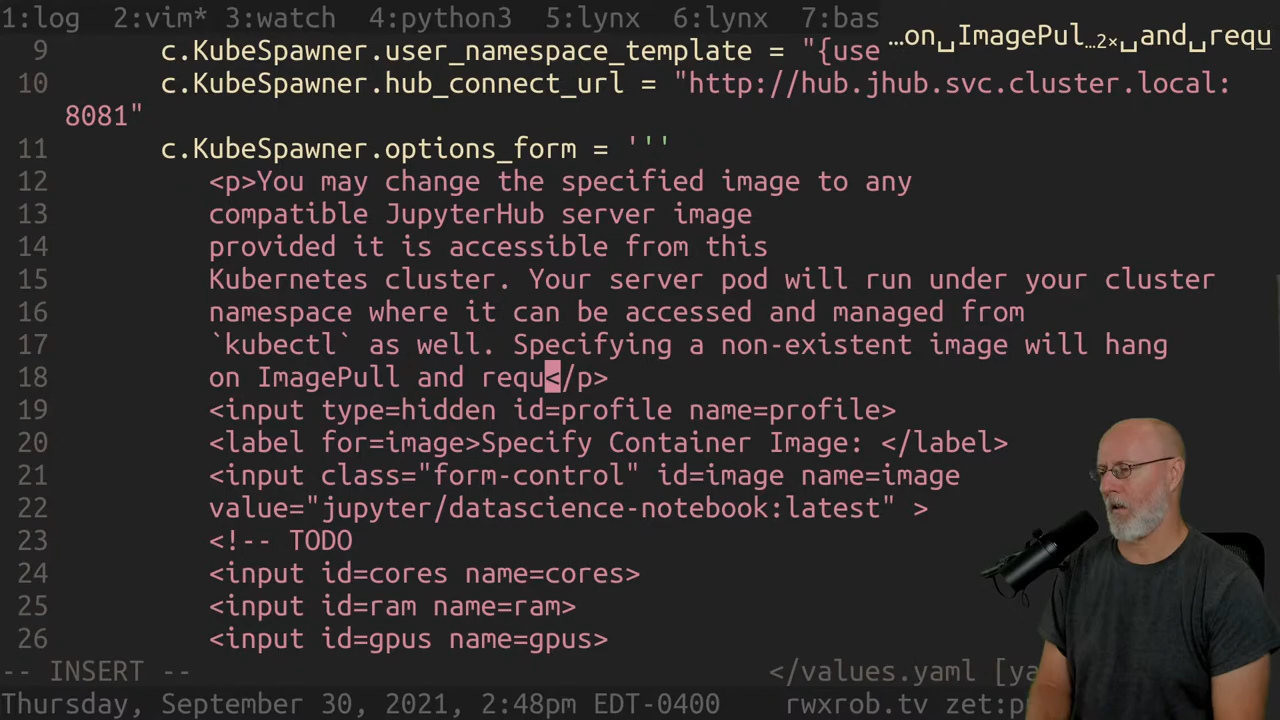 1:log 2:vim* 3:watch 4:python3 5:lynx 6:lynx 7:bas
…on␣ImagePul…2×␣and␣requ
9 c.KubeSpawner.user_namespace_template = "{use
10 c.KubeSpawner.hub_connect_url = "http://hub.jhub.svc.cluster.local:
8081"
11 c.KubeSpawner.options_form = '''
12 <p>You may change the specified image to any
13 compatible JupyterHub server image
14 provided it is accessible from this
15 Kubernetes cluster. Your server pod will run under your cluster
16 namespace where it can be accessed and managed from
17 `kubectl` as well. Specifying a non-existent image will hang
18 on ImagePull and requ</p>
19 <input type=hidden id=profile name=profile>
20 <label for=image>Specify Container Image: </label>
21 <input class="form-control" id=image name=image
22 value="jupyter/datascience-notebook:latest" >
23 <!-- TODO
24 <input id=cores name=cores>
25 <input id=ram name=ram>
26 <input id=gpus name=gpus>
-- INSERT -- </values.yaml [ya
Thursday, September 30, 2021, 2:48pm EDT-0400 rwxrob.tv zet:p